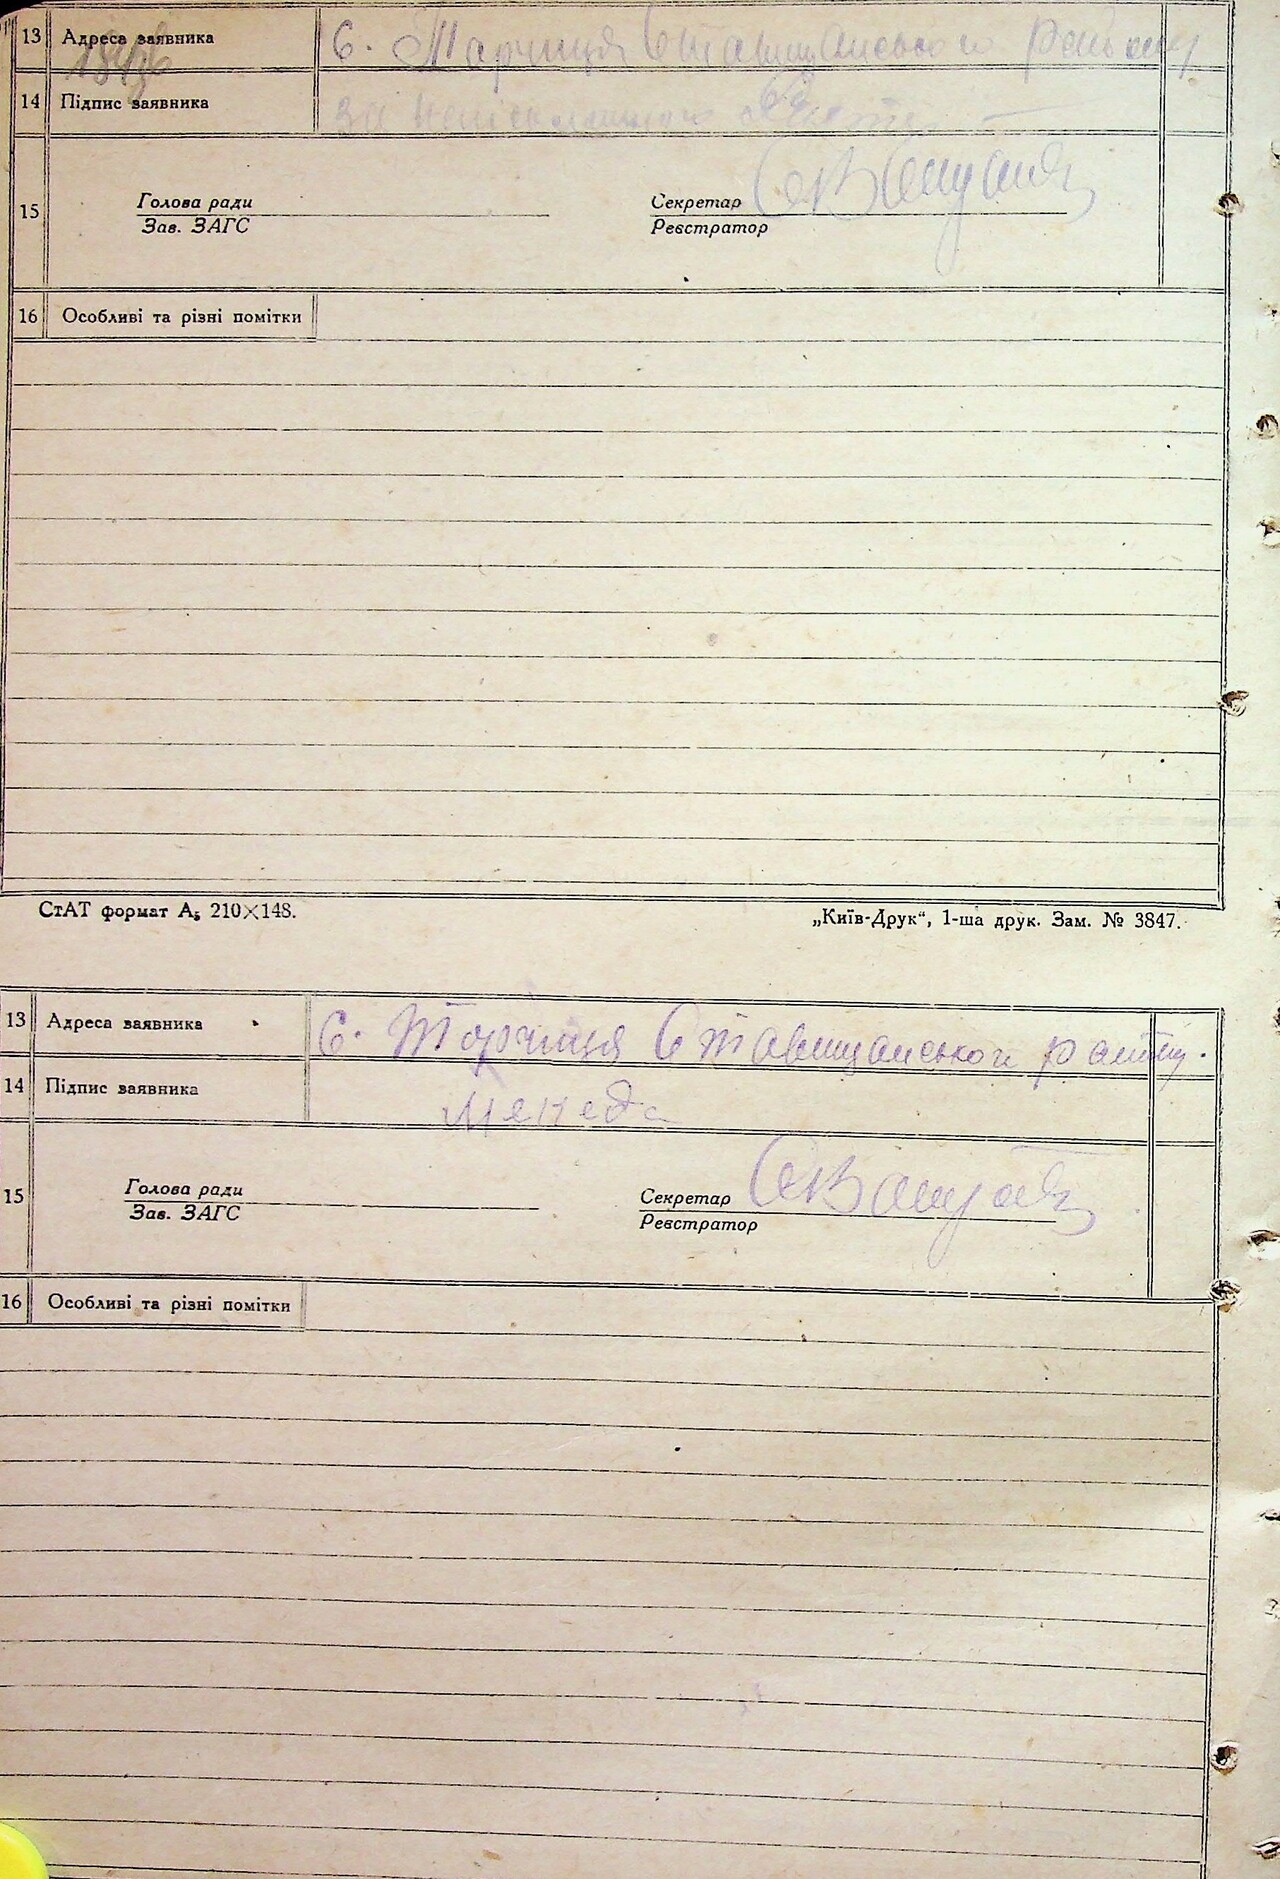 13 Адреса заявника С. Торчиця Ставищанського району
14 Підпис заявника за неписьменного
15 Голова ради Секретар
Зав. ЗАГС Реєстратор
16 Особливі та різні помітки
СтАТ формат А₅ 210×148. „Київ-Друк“, 1-ша друк. Зам. № 3847.
13 Адреса заявника С. Торчиця Ставищанського
14 Підпис заявника
15 Голова ради Секретар
Зав. ЗАГС Реєстратор
16 Особливі та різні помітки